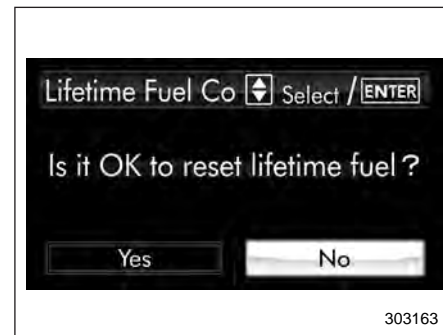 Lifetime Fuel Co Select / ENTER
Is it OK to reset lifetime fuel ?
Yes No
303163